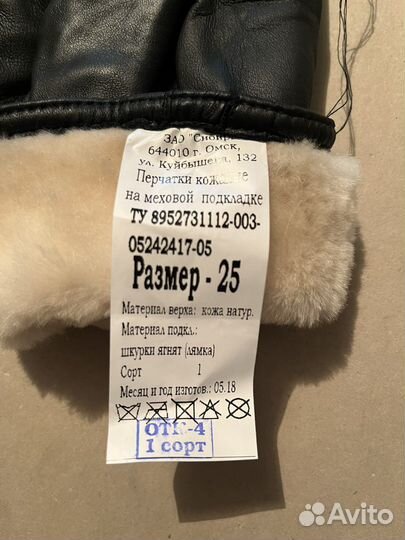 ЗАО "Сибирь"
644010 г. Омск,
ул. Куйбышева, 132
Перчатки кожаные
на меховой подкладке
ТУ 8952731112-003-
05242417-05
Размер - 25
Материал верха: кожа натур.
Материал подкл.:
шкурки ягнят (лямка)
Сорт 1
Месяц и год изготов.: 05.18
ОТК-4
1 сорт
Avito